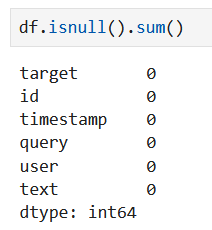 df.isnull().sum()
target 0
id 0
timestamp 0
query 0
user 0
text 0
dtype: int64